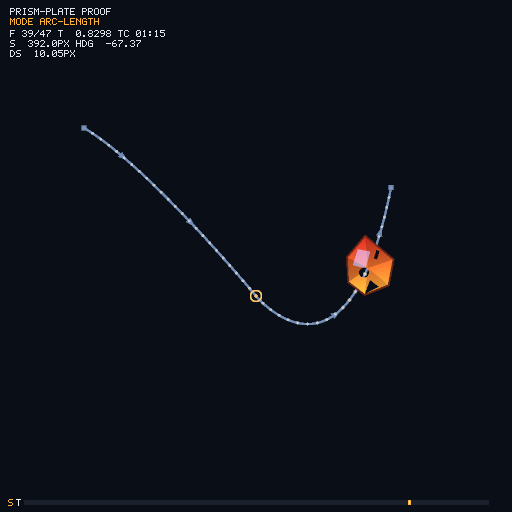 PRISM-PLATE PROOF
MODE ARC-LENGTH
F 39/47 T  0.8298 TC 01:15
S  392.0PX HDG  -67.37
DS  10.05PX
ST